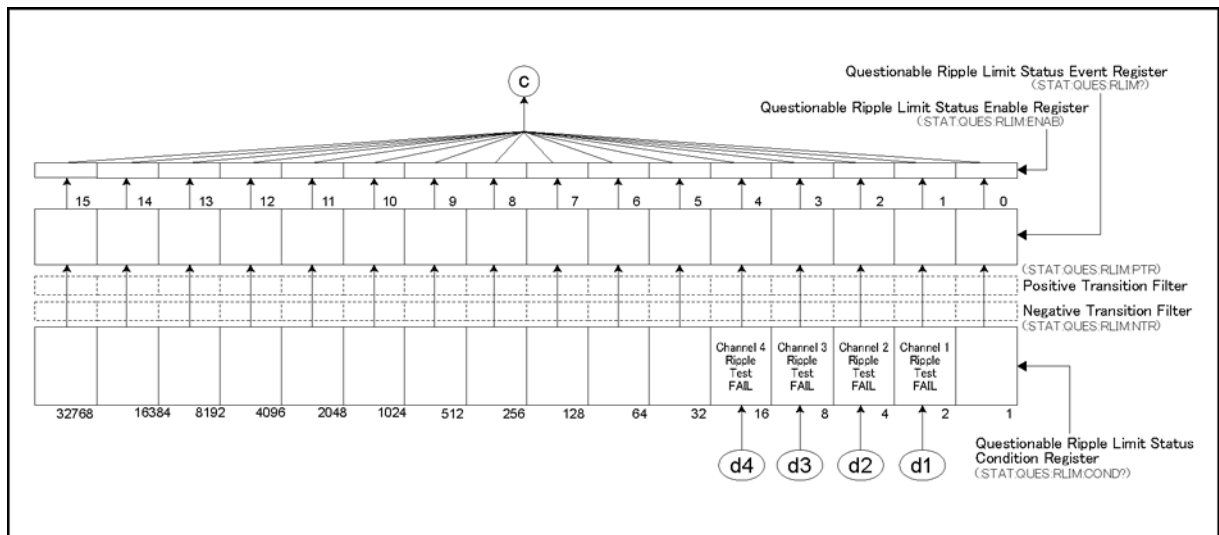 Questionable Ripple Limit Status Event Register
(STAT:QUES:RLIM?)
Questionable Ripple Limit Status Enable Register
(STAT:QUES:RLIM:ENAB)
C
15 14 13 12 11 10 9 8 7 6 5 4 3 2 1 0
(STAT:QUES:RLIM:PTR)
Positive Transition Filter
Negative Transition Filter
(STAT:QUES:RLIM:NTR)
Channel 4
Ripple
Test
FAIL
Channel 3
Ripple
Test
FAIL
Channel 2
Ripple
Test
FAIL
Channel 1
Ripple
Test
FAIL
32768 16384 8192 4096 2048 1024 512 256 128 64 32 16 8 4 2 1
d4 d3 d2 d1
Questionable Ripple Limit Status
Condition Register
(STAT:QUES:RLIM:COND?)